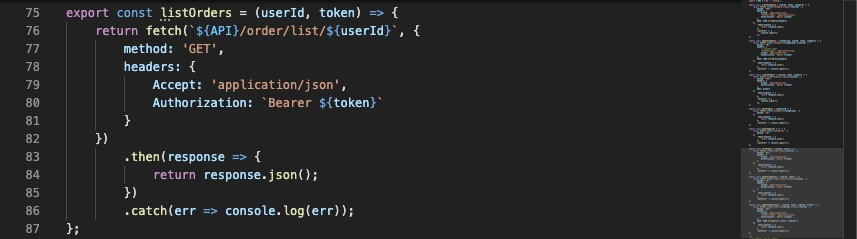 75 export const listOrders = (userId, token) => {
76     return fetch(`${API}/order/list/${userId}`, {
77         method: 'GET',
78         headers: {
79             Accept: 'application/json',
80             Authorization: `Bearer ${token}`
81         }
82     })
83         .then(response => {
84             return response.json();
85         })
86         .catch(err => console.log(err));
87 };